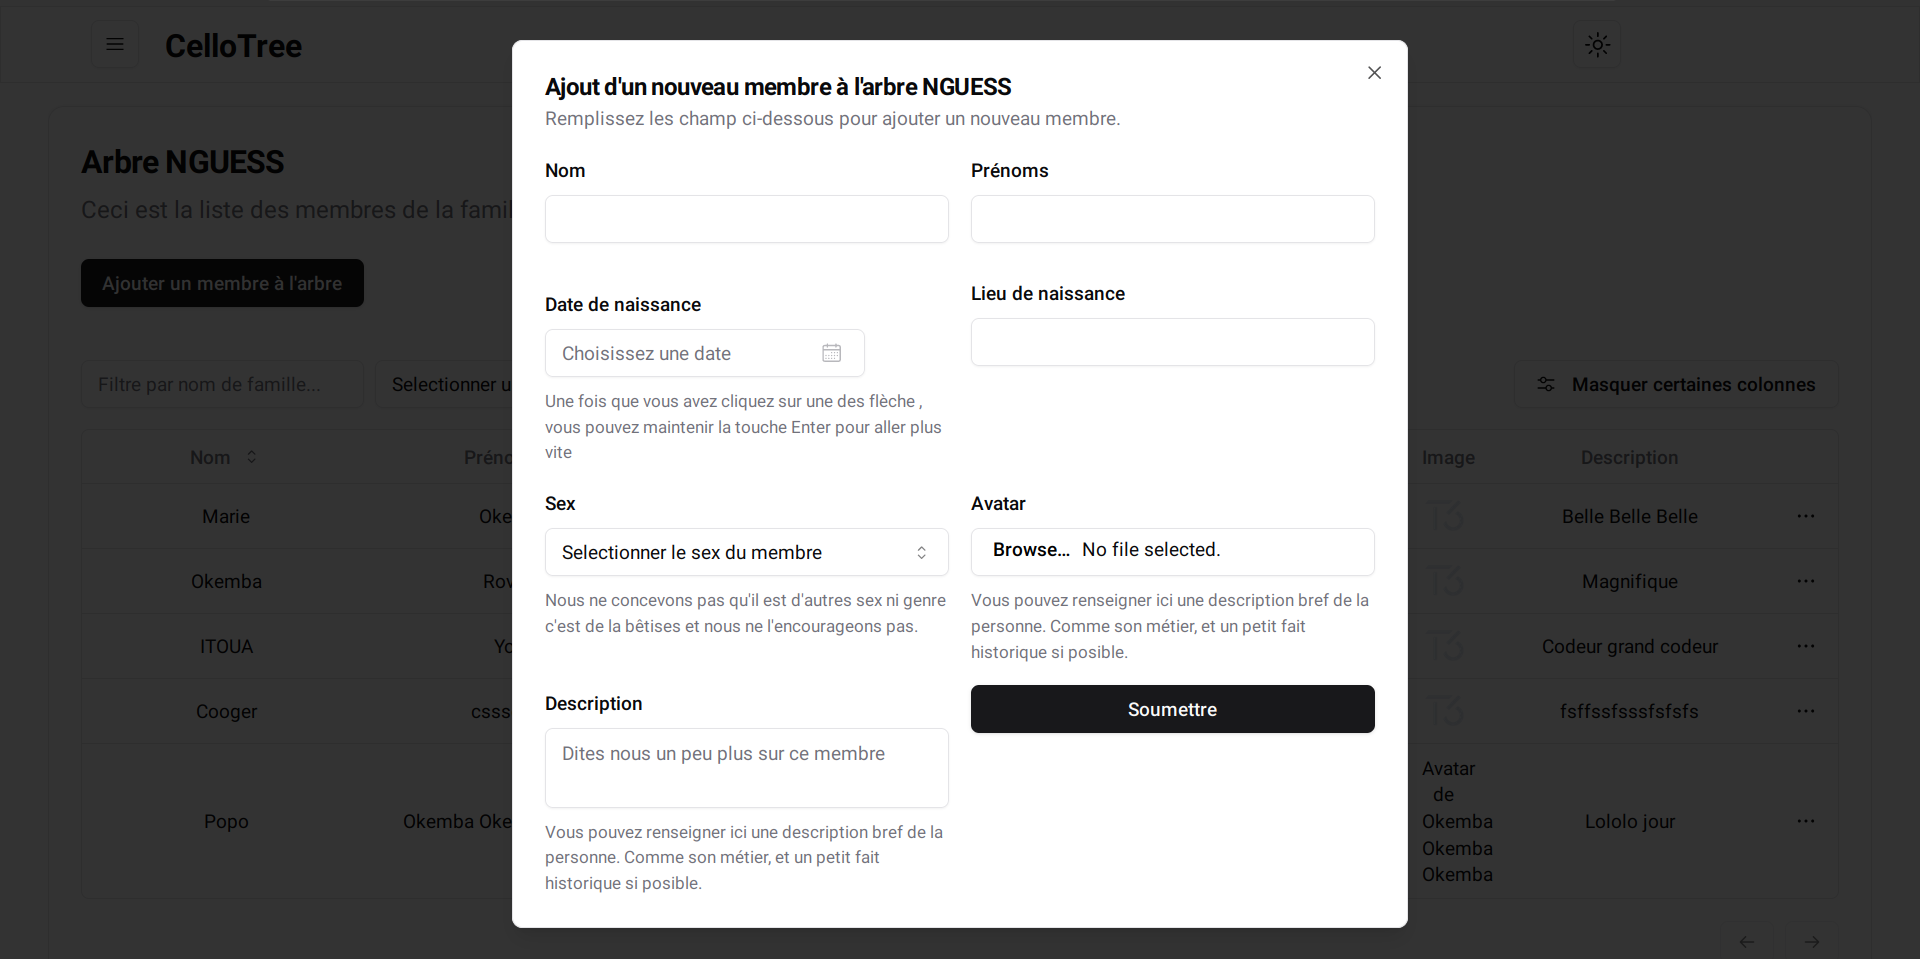 CelloTree
Arbre NGUESS
Ceci est la liste des membres de la famil
Ajouter un membre à l'arbre
Filtre par nom de famille...
Selectionner u
Masquer certaines colonnes
Nom
Préno
Image
Description
Marie
Oke
T3
Belle Belle Belle
Okemba
Rov
T3
Magnifique
ITOUA
Yo
T3
Codeur grand codeur
Cooger
csss
T3
fsffssfsssfsfsfs
Popo
Okemba Oke
Avatar
de
Okemba
Okemba
Okemba
Lololo jour
Ajout d'un nouveau membre à l'arbre NGUESS
Remplissez les champ ci-dessous pour ajouter un nouveau membre.
Nom
Prénoms
Date de naissance
Choisissez une date
Une fois que vous avez cliquez sur une des flèche ,
vous pouvez maintenir la touche Enter pour aller plus
vite
Lieu de naissance
Sex
Selectionner le sex du membre
Nous ne concevons pas qu'il est d'autres sex ni genre
c'est de la bêtises et nous ne l'encourageons pas.
Avatar
Browse... No file selected.
Vous pouvez renseigner ici une description bref de la
personne. Comme son métier, et un petit fait
historique si posible.
Description
Dites nous un peu plus sur ce membre
Vous pouvez renseigner ici une description bref de la
personne. Comme son métier, et un petit fait
historique si posible.
Soumettre